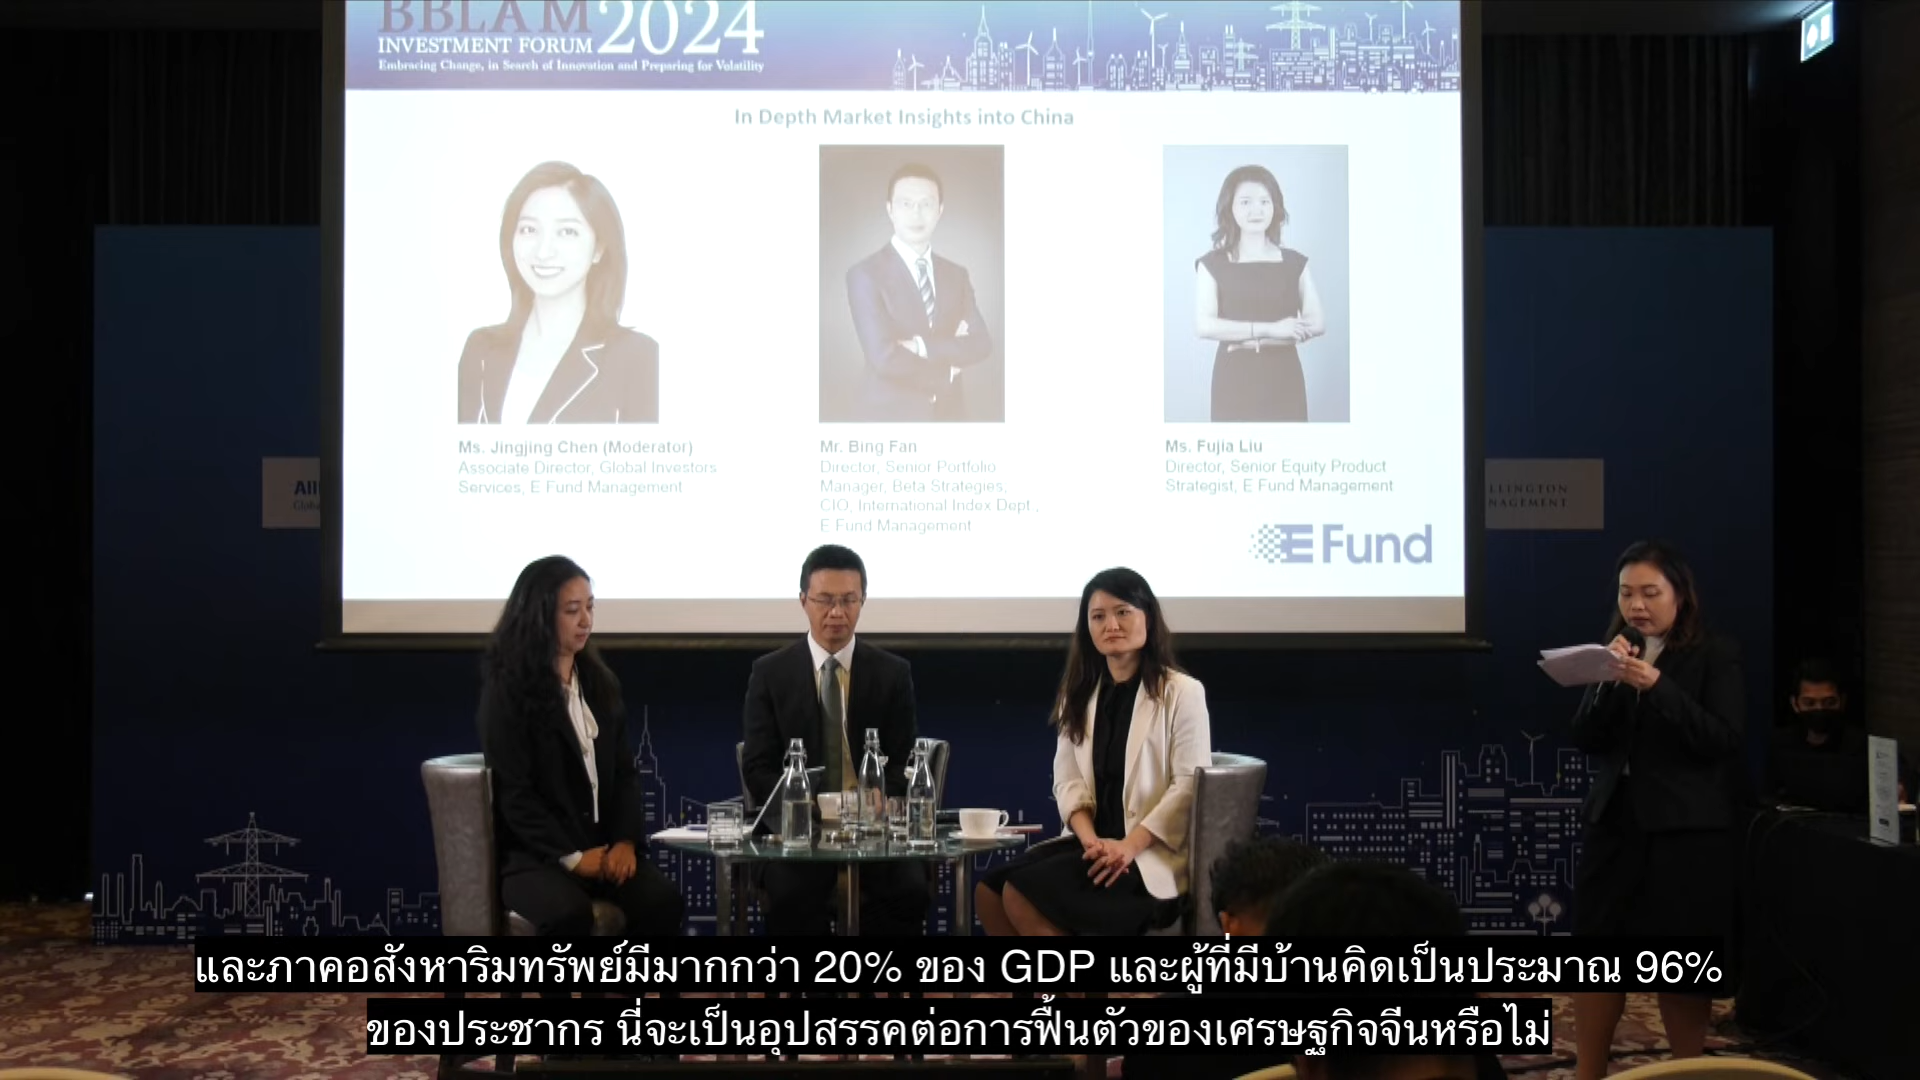 BBLAM
INVESTMENT FORUM 2024
Embracing Change, in Search of Innovation and Preparing for Volatility
In Depth Market Insights into China
Ms. Jingjing Chen (Moderator)
Associate Director, Global Investors
Services, E Fund Management
Mr. Bing Fan
Director, Senior Portfolio
Manager, Beta Strategies,
CIO, International Index Dept.,
E Fund Management
Ms. Fujia Liu
Director, Senior Equity Product
Strategist, E Fund Management
E Fund
All
Globa
LLINGTON
NAGEMENT
และภาคอสังหาริมทรัพย์มีมากกว่า 20% ของ GDP และผู้ที่มีบ้านคิดเป็นประมาณ 96%
ของประชากร นี่จะเป็นอุปสรรคต่อการฟื้นตัวของเศรษฐกิจจีนหรือไม่